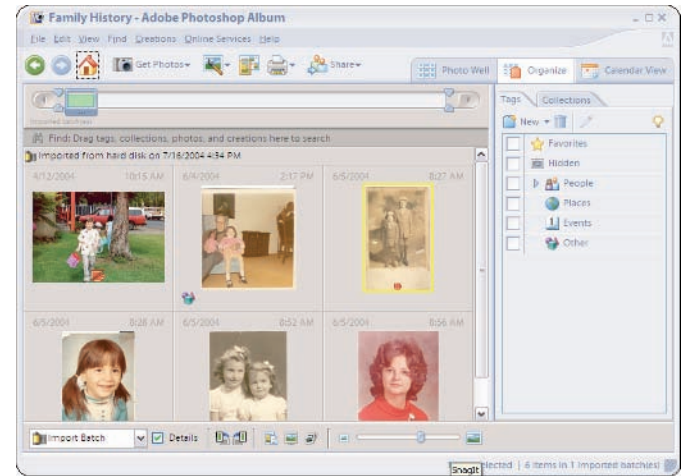 Family History - Adobe Photoshop Album
File Edit View Find Creations Online Services Help
Get Photos Share
Photo Well Organize Calendar View
Imported batch(es)
Tags Collections
Find: Drag tags, collections, photos, and creations here to search
New
Imported from hard disk on 7/16/2004 4:34 PM
Favorites
Hidden
People
Places
Events
Other
4/12/2004 10:15 AM 6/4/2004 2:17 PM 6/5/2004 8:27 AM
6/5/2004 8:28 AM 6/5/2004 8:52 AM 6/5/2004 8:56 AM
Import Batch Details
SnagIt elected | 6 items in 1 imported batch(es)